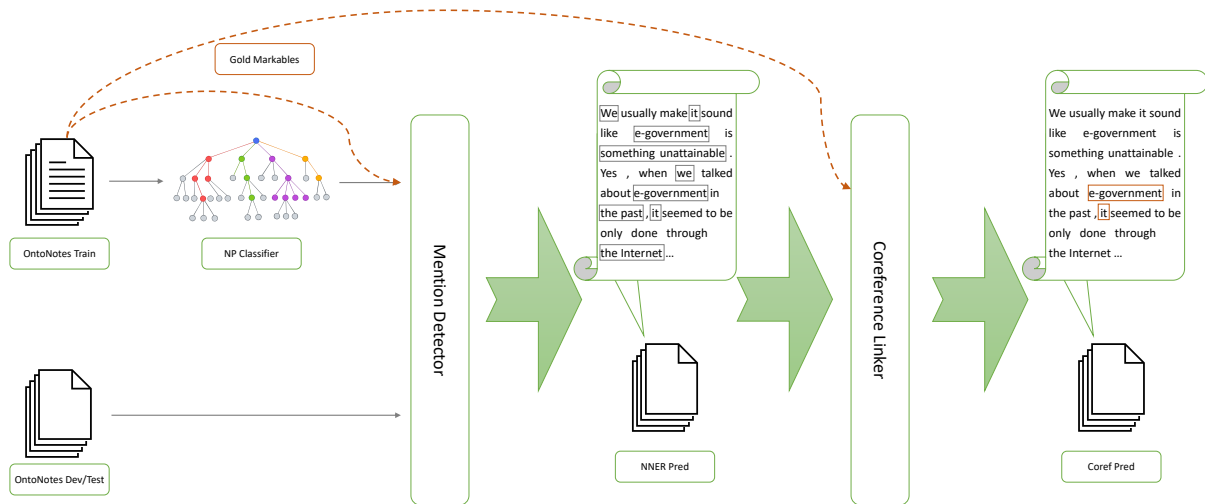 Gold Markables
OntoNotes Train
NP Classifier
OntoNotes Dev/Test
Mention Detector
We usually make it sound
like e-government is
something unattainable .
Yes , when we talked
about e-government in
the past , it seemed to be
only done through
the Internet ...
NNER Pred
Coreference Linker
We usually make it sound
like e-government is
something unattainable .
Yes , when we talked
about e-government in
the past , it seemed to be
only done through
the Internet ...
Coref Pred